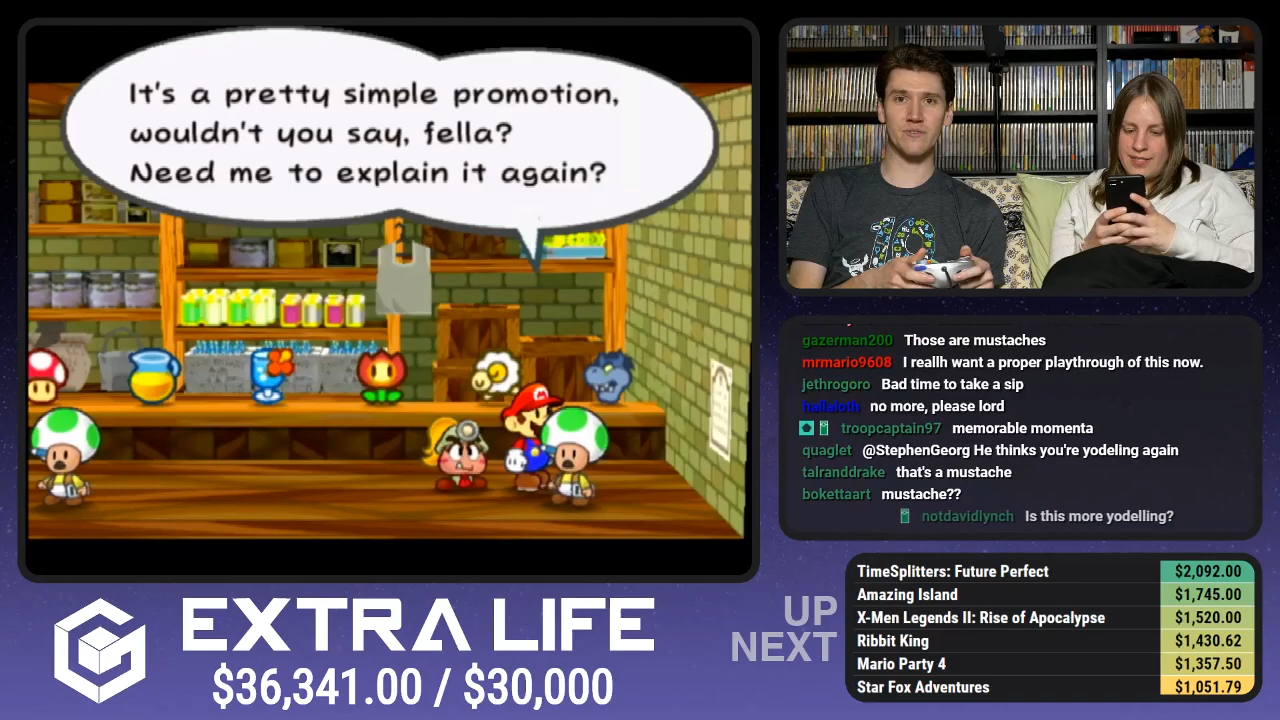 It's a pretty simple promotion,
wouldn't you say, fella?
Need me to explain it again?
gazerman200 Those are mustaches
mrmario9608 I reallh want a proper playthrough of this now.
jethrogoro Bad time to take a sip
hallaloth no more, please lord
troopcaptain97 memorable momenta
quaglet @StephenGeorg He thinks you're yodeling again
talranddrake that's a mustache
bokettaart mustache??
notdavidlynch Is this more yodelling?
EXTRA LIFE
$36,341.00 / $30,000
UP
NEXT
TimeSplitters: Future Perfect $2,092.00
Amazing Island $1,745.00
X-Men Legends II: Rise of Apocalypse $1,520.00
Ribbit King $1,430.62
Mario Party 4 $1,357.50
Star Fox Adventures $1,051.79